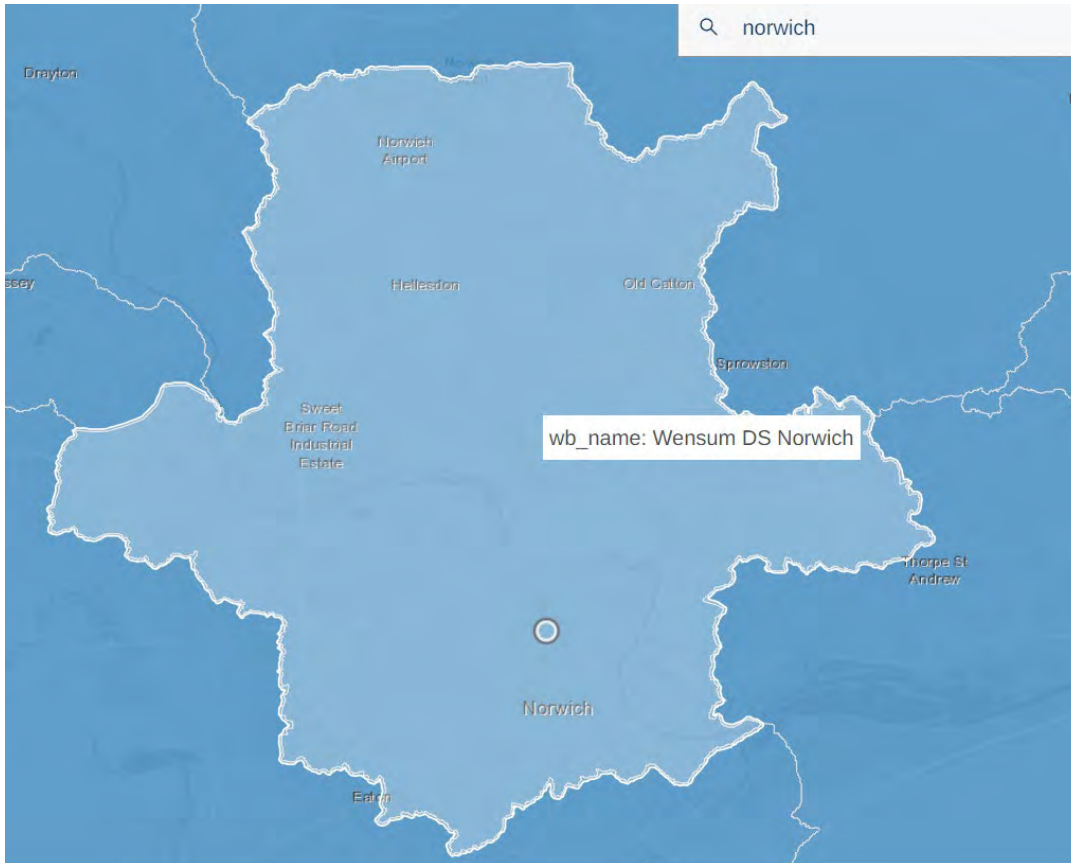 norwich
Drayton
Norwich
Airport
ssey
Hellesdon
Old Catton
Sprowston
Sweet
Briar Road
Industrial
Estate
wb_name: Wensum DS Norwich
Thorpe St
Andrew
Norwich
Eaton